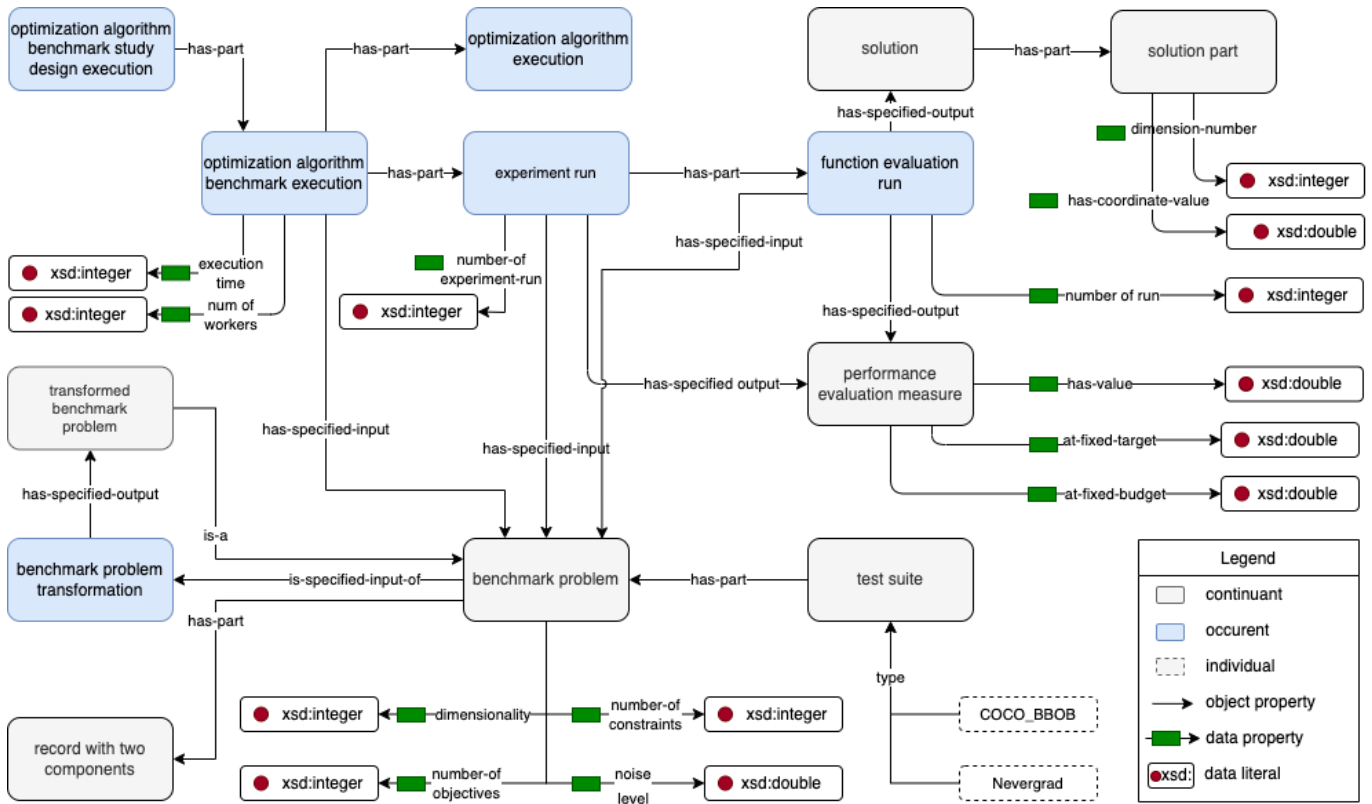 optimization algorithm
benchmark study
design execution
has-part
has-part
optimization algorithm
execution
solution
has-part
solution part
has-specified-output
dimension-number
optimization algorithm
benchmark execution
has-part
experiment run
has-part
function evaluation
run
xsd:integer
has-coordinate-value
xsd:double
has-specified-input
execution
time
xsd:integer
num of
workers
xsd:integer
number-of
experiment-run
xsd:integer
number of run
xsd:integer
has-specified-output
transformed
benchmark
problem
has-specified output
performance
evaluation measure
has-value
xsd:double
at-fixed-target
xsd:double
at-fixed-budget
xsd:double
has-specified-input
has-specified-input
has-specified-output
is-a
benchmark problem
transformation
is-specified-input-of
benchmark problem
has-part
test suite
has-part
type
record with two
components
xsd:integer
dimensionality
number-of
constraints
xsd:integer
xsd:integer
number-of
objectives
noise
level
xsd:double
COCO_BBOB
Nevergrad
Legend
continuant
occurent
individual
object property
data property
xsd:
data literal